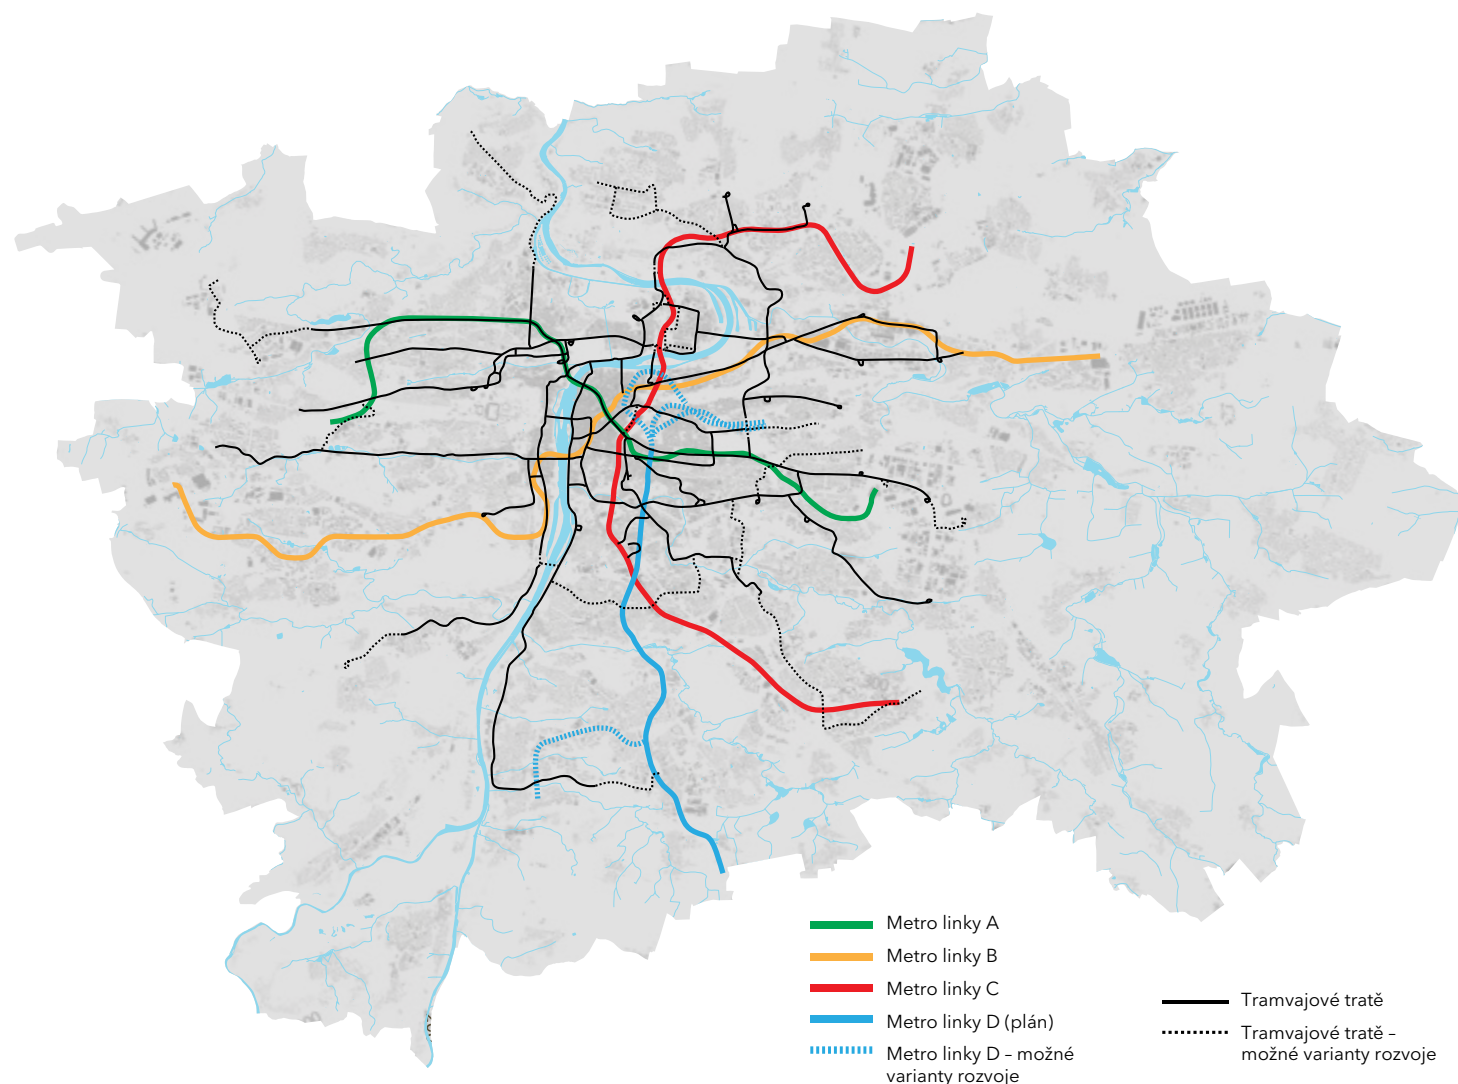 Metro linky A
Metro linky B
Metro linky C
Metro linky D (plán)
Metro linky D – možné
varianty rozvoje
Tramvajové tratě
Tramvajové tratě –
možné varianty rozvoje